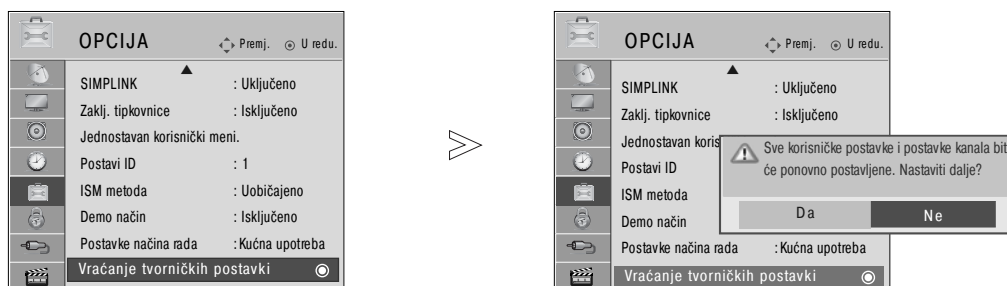 OPCIJA Premj. U redu.
SIMPLINK : Uključeno
Zaklj. tipkovnice : Isključeno
Jednostavan korisnički meni.
Postavi ID : 1
ISM metoda : Uobičajeno
Demo način : Isključeno
Postavke načina rada : Kućna upotreba
Vraćanje tvorničkih postavki
OPCIJA Premj. U redu.
SIMPLINK : Uključeno
Zaklj. tipkovnice : Isključeno
Jednostavan koris
Postavi ID
ISM metoda
Demo način
Postavke načina rada : Kućna upotreba
Vraćanje tvorničkih postavki
Sve korisničke postavke i postavke kanala bit
će ponovno postavljene. Nastaviti dalje?
Da Ne